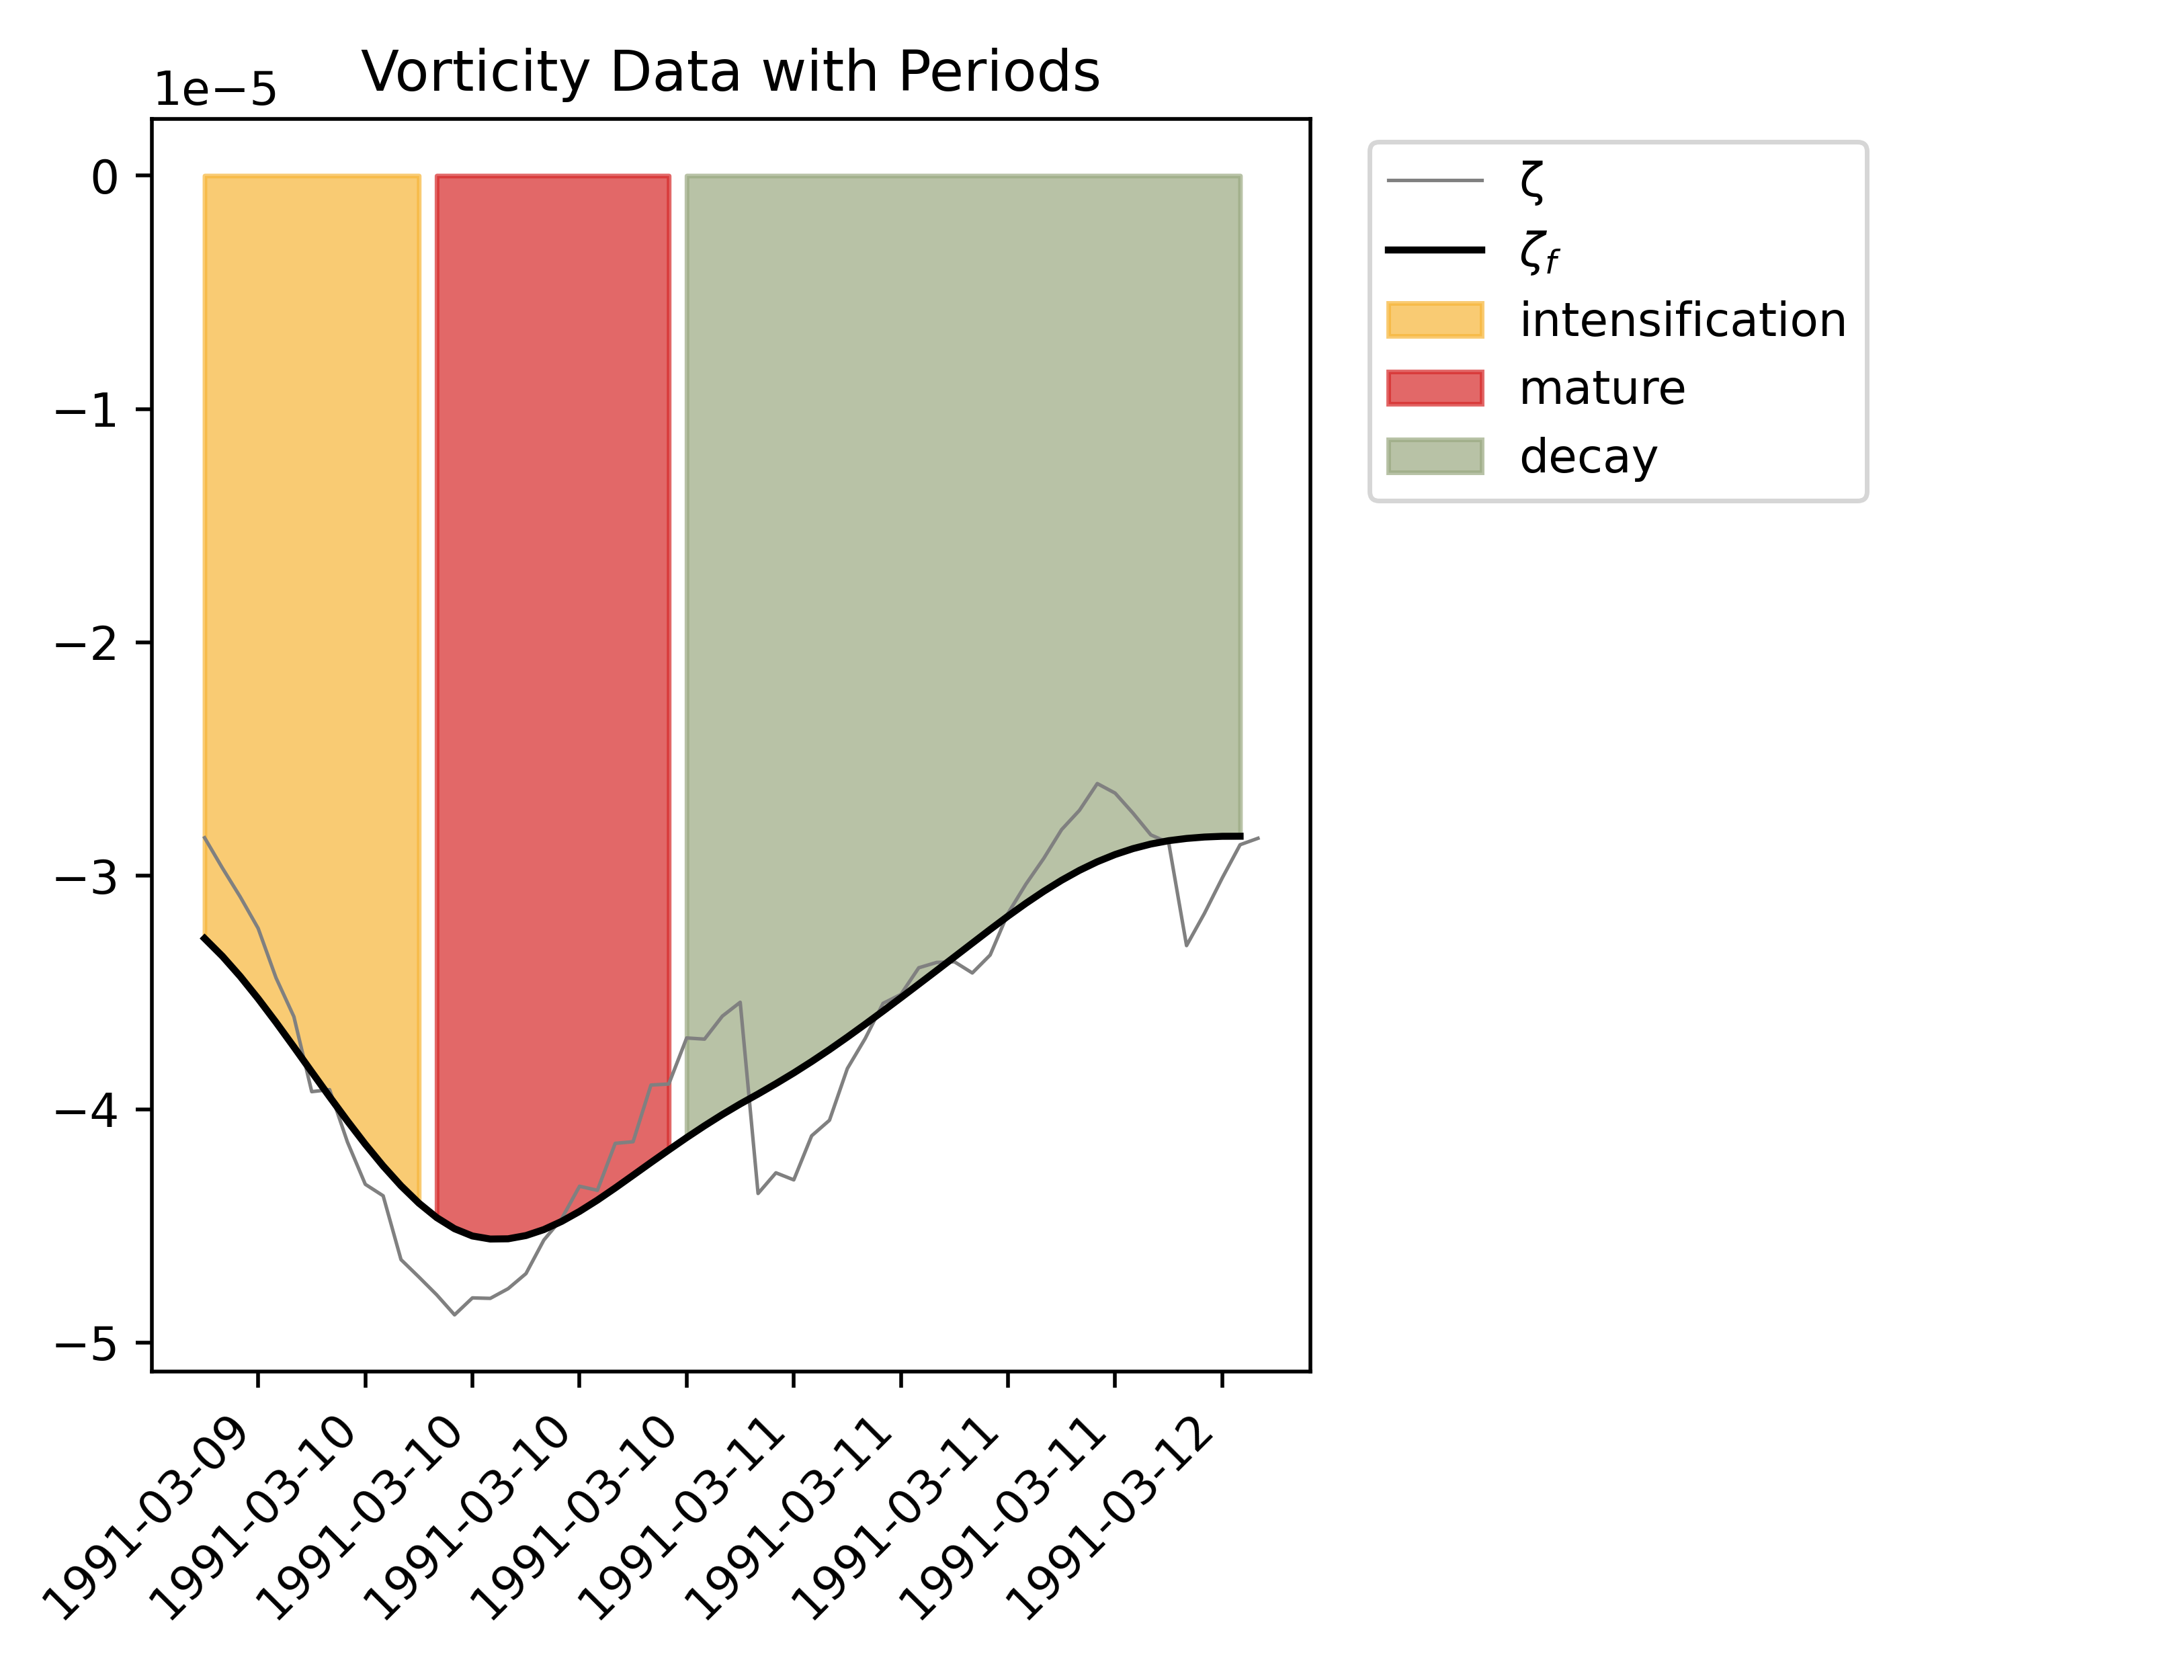 Vorticity Data with Periods
1e−5
0
−1
−2
−3
−4
−5
1991-03-09
1991-03-10
1991-03-10
1991-03-10
1991-03-10
1991-03-11
1991-03-11
1991-03-11
1991-03-11
1991-03-12
ζ
ζf
intensification
mature
decay